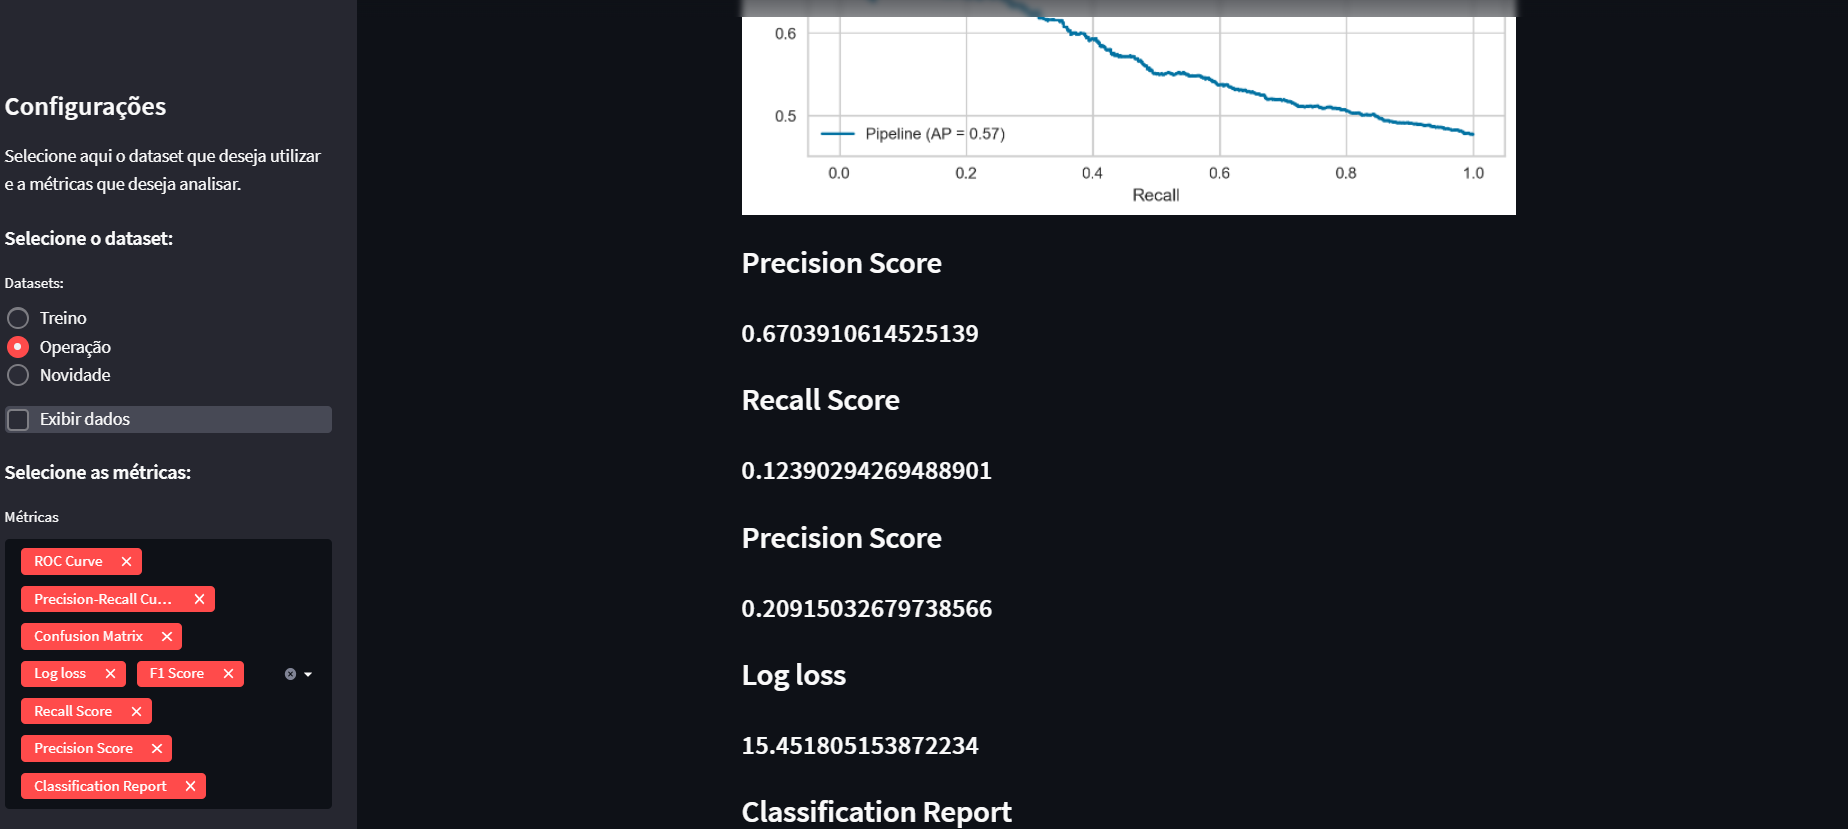 Configurações
Selecione aqui o dataset que deseja utilizar
e a métricas que deseja analisar.
Selecione o dataset:
Datasets:
Treino
Operação
Novidade
Exibir dados
Selecione as métricas:
Métricas
ROC Curve
Precision-Recall Cu...
Confusion Matrix
Log loss F1 Score
Recall Score
Precision Score
Classification Report
0.6
0.5
Pipeline (AP = 0.57)
0.0 0.2 0.4 0.6 0.8 1.0
Recall
Precision Score
0.6703910614525139
Recall Score
0.12390294269488901
Precision Score
0.20915032679738566
Log loss
15.451805153872234
Classification Report